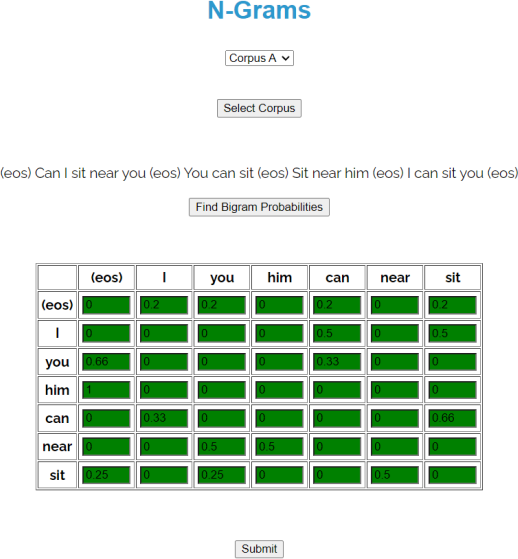 N-Grams
Corpus A
Select Corpus
(eos) Can I sit near you (eos) You can sit (eos) Sit near him (eos) I can sit you (eos)
Find Bigram Probabilities
(eos) I you him can near sit
(eos) 0 0.2 0.2 0 0.2 0 0.2
I 0 0 0 0 0.5 0 0.5
you 0.66 0 0 0 0.33 0 0
him 1 0 0 0 0 0 0
can 0 0.33 0 0 0 0 0.66
near 0 0 0.5 0.5 0 0 0
sit 0.25 0 0.25 0 0 0.5 0
Submit